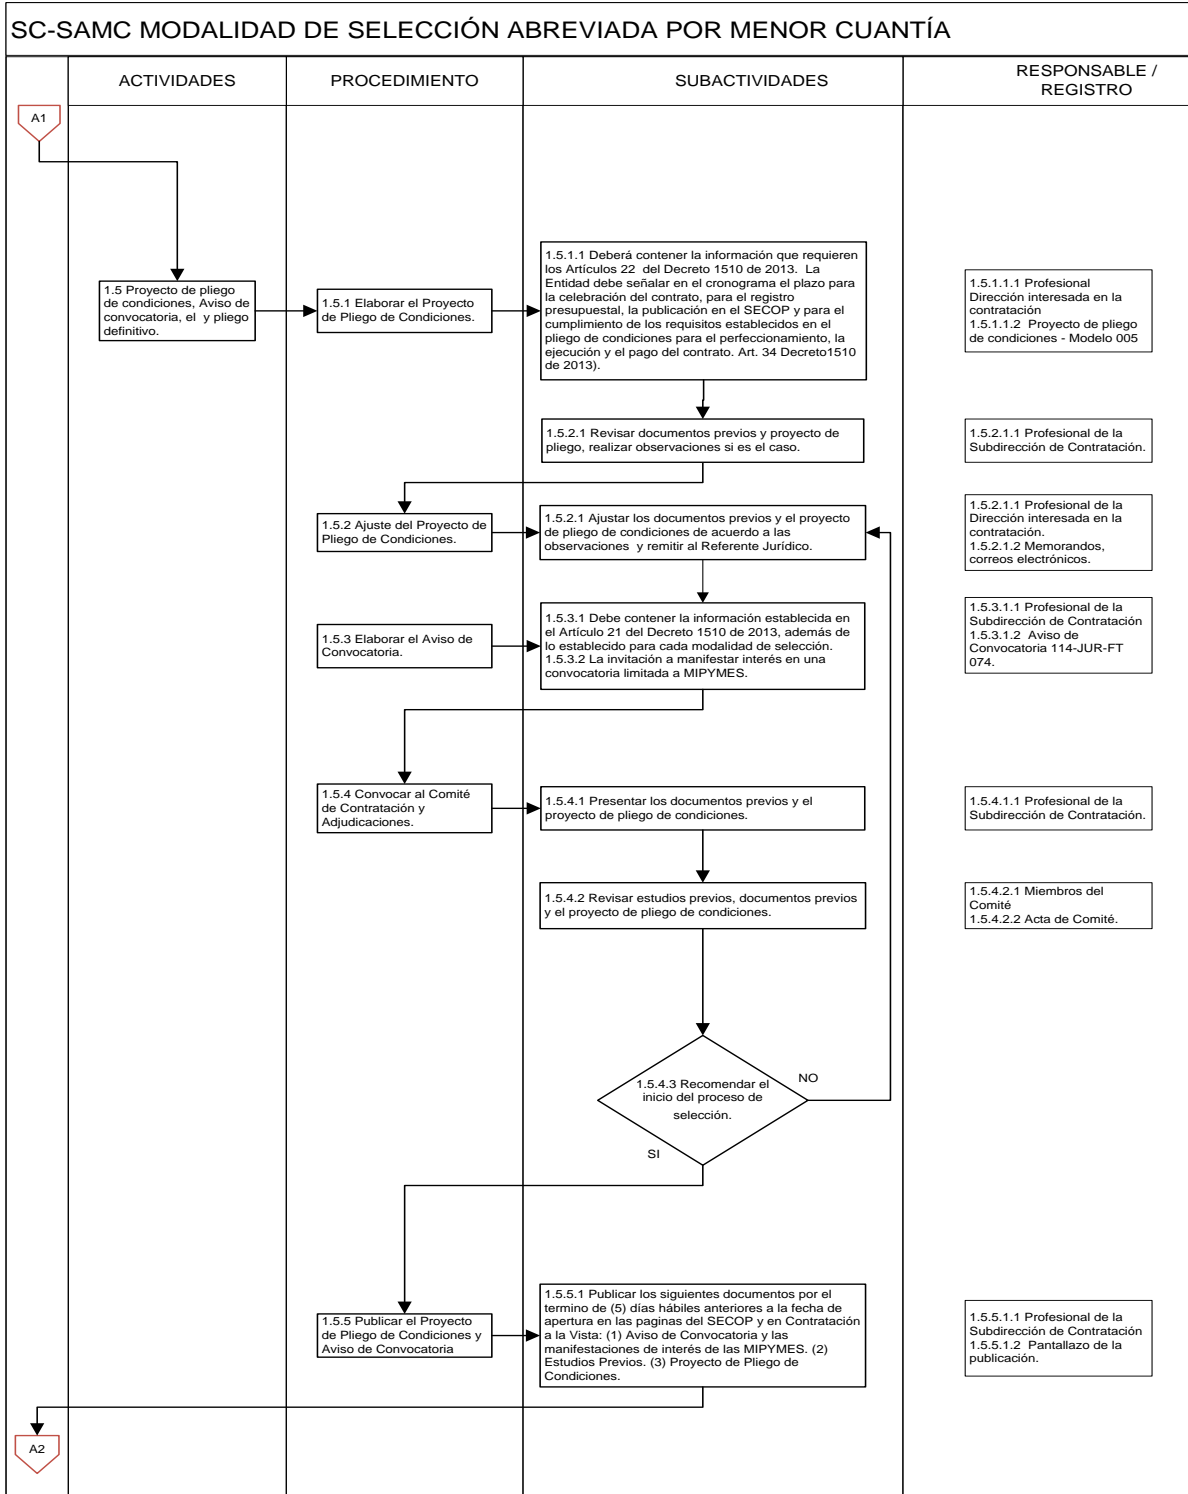 SC-SAMC MODALIDAD DE SELECCIÓN ABREVIADA POR MENOR CUANTÍA
ACTIVIDADES
PROCEDIMIENTO
SUBACTIVIDADES
RESPONSABLE /
REGISTRO
A1
1.5 Proyecto de pliego
de condiciones, Aviso de
convocatoria, el  y pliego
definitivo.
1.5.1 Elaborar el Proyecto
de Pliego de Condiciones.
1.5.1.1 Deberá contener la información que requieren
los Artículos 22  del Decreto 1510 de 2013.  La
Entidad debe señalar en el cronograma el plazo para
la celebración del contrato, para el registro
presupuestal, la publicación en el SECOP y para el
cumplimiento de los requisitos establecidos en el
pliego de condiciones para el perfeccionamiento, la
ejecución y el pago del contrato. Art. 34 Decreto1510
de 2013).
1.5.1.1.1 Profesional
Dirección interesada en la
contratación
1.5.1.1.2  Proyecto de pliego
de condiciones - Modelo 005
1.5.2.1 Revisar documentos previos y proyecto de
pliego, realizar observaciones si es el caso.
1.5.2.1.1 Profesional de la
Subdirección de Contratación.
1.5.2 Ajuste del Proyecto de
Pliego de Condiciones.
1.5.2.1 Ajustar los documentos previos y el proyecto
de pliego de condiciones de acuerdo a las
observaciones  y remitir al Referente Jurídico.
1.5.2.1.1 Profesional de la
Dirección interesada en la
contratación.
1.5.2.1.2 Memorandos,
correos electrónicos.
1.5.3 Elaborar el Aviso de
Convocatoria.
1.5.3.1 Debe contener la información establecida en
el Artículo 21 del Decreto 1510 de 2013, además de
lo establecido para cada modalidad de selección.
1.5.3.2 La invitación a manifestar interés en una
convocatoria limitada a MIPYMES.
1.5.3.1.1 Profesional de la
Subdirección de Contratación
1.5.3.1.2  Aviso de
Convocatoria 114-JUR-FT
074.
1.5.4 Convocar al Comité
de Contratación y
Adjudicaciones.
1.5.4.1 Presentar los documentos previos y el
proyecto de pliego de condiciones.
1.5.4.1.1 Profesional de la
Subdirección de Contratación.
1.5.4.2 Revisar estudios previos, documentos previos
y el proyecto de pliego de condiciones.
1.5.4.2.1 Miembros del
Comité
1.5.4.2.2 Acta de Comité.
1.5.4.3 Recomendar el
inicio del proceso de
selección.
NO
SI
1.5.5 Publicar el Proyecto
de Pliego de Condiciones y
Aviso de Convocatoria
1.5.5.1 Publicar los siguientes documentos por el
termino de (5) días hábiles anteriores a la fecha de
apertura en las paginas del SECOP y en Contratación
a la Vista: (1) Aviso de Convocatoria y las
manifestaciones de interés de las MIPYMES. (2)
Estudios Previos. (3) Proyecto de Pliego de
Condiciones.
1.5.5.1.1 Profesional de la
Subdirección de Contratación
1.5.5.1.2  Pantallazo de la
publicación.
A2